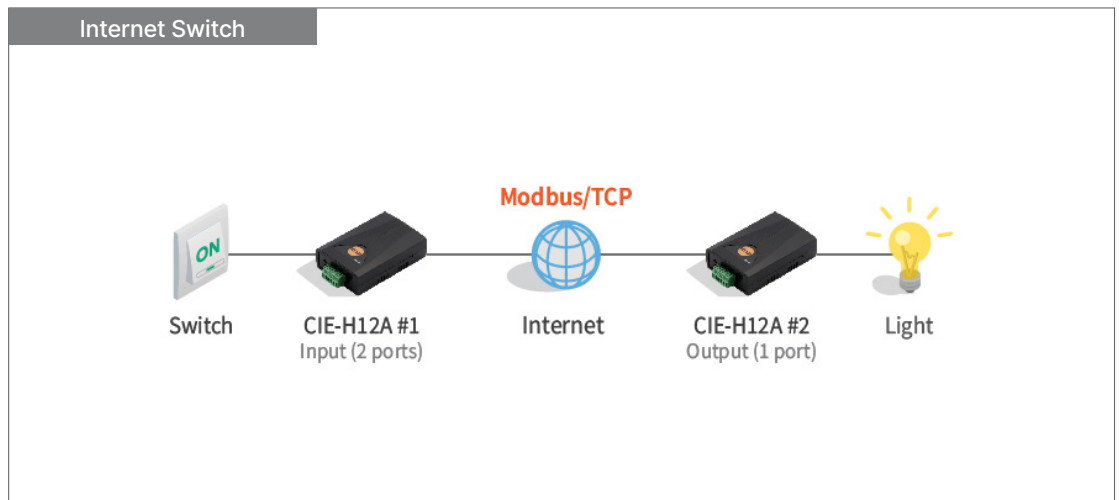 Internet Switch
Modbus/TCP
ON
Switch
CIE-H12A #1
Input (2 ports)
Internet
CIE-H12A #2
Output (1 port)
Light